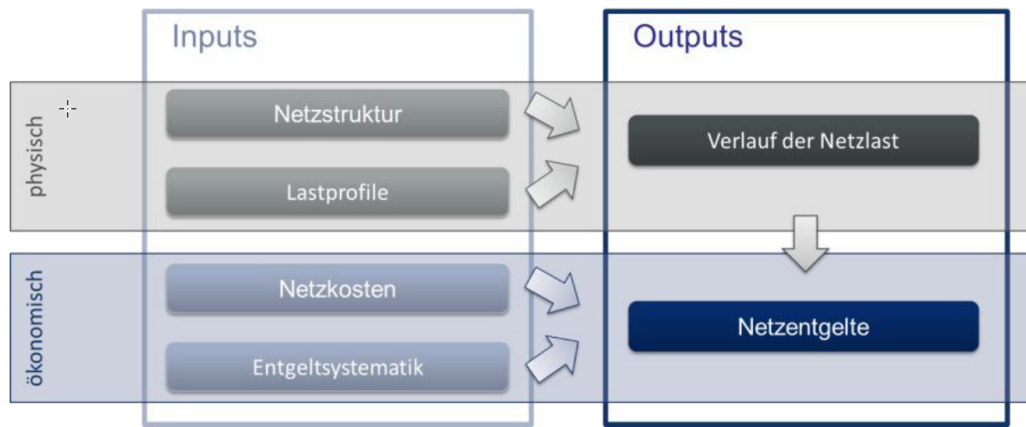 Inputs
Outputs
physisch
Netzstruktur
Lastprofile
Verlauf der Netzlast
ökonomisch
Netzkosten
Entgeltsystematik
Netzentgelte